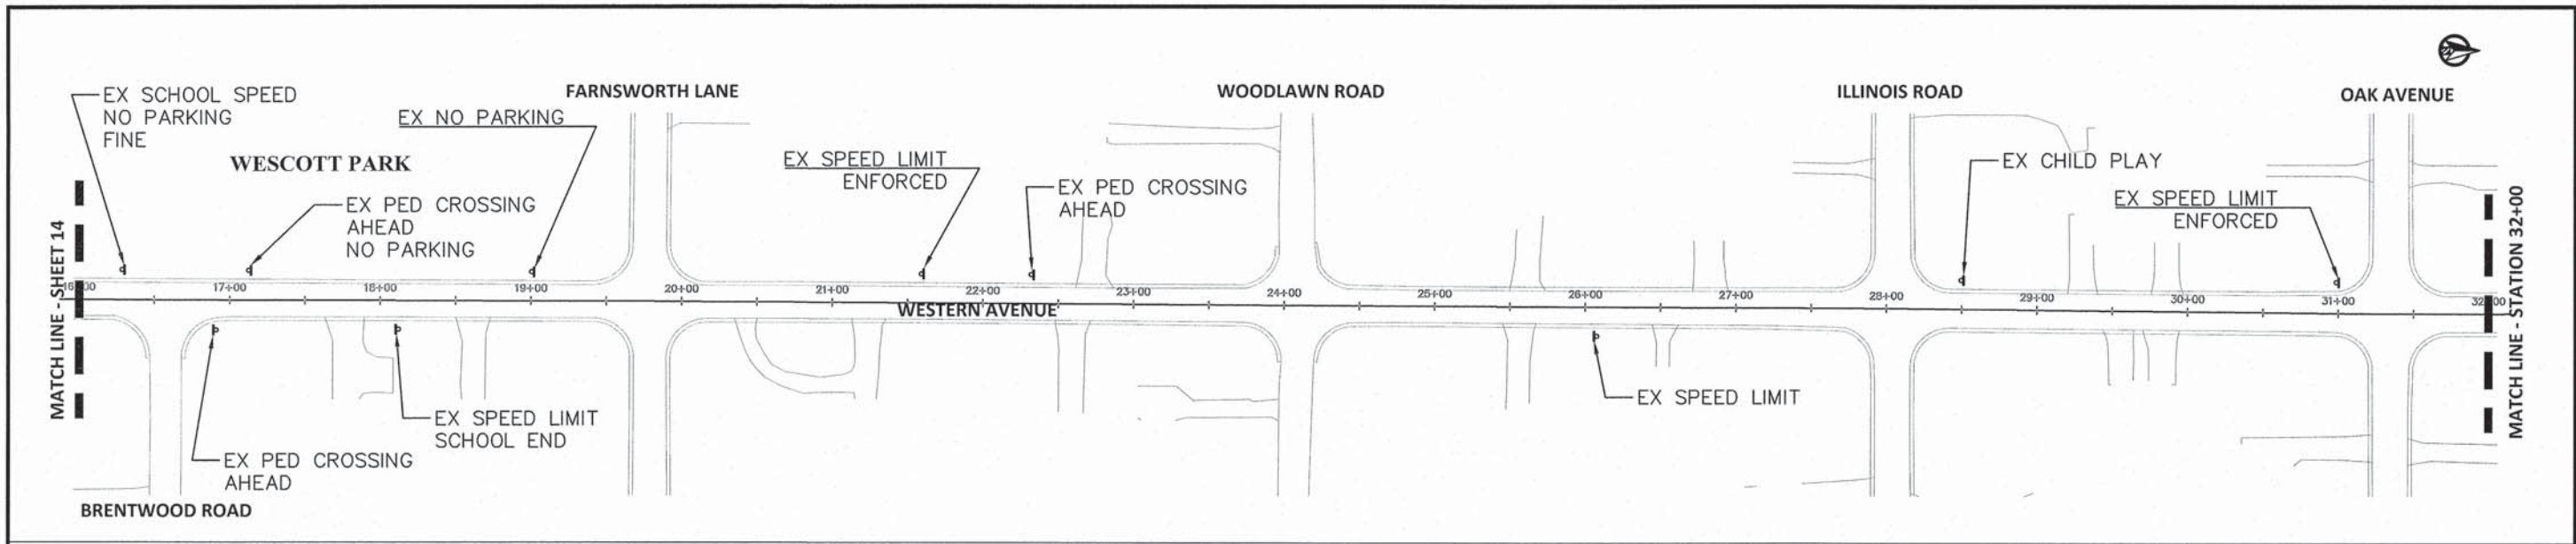 EX SCHOOL SPEED
NO PARKING
FINE
WESCOTT PARK
EX NO PARKING
FARNSWORTH LANE
WOODLAWN ROAD
ILLINOIS ROAD
OAK AVENUE
EX SPEED LIMIT
ENFORCED
EX PED CROSSING
AHEAD
NO PARKING
EX PED CROSSING
AHEAD
EX CHILD PLAY
EX SPEED LIMIT
ENFORCED
MATCH LINE - SHEET 14
MATCH LINE - STATION 32+00
16+00
17+00
18+00
19+00
20+00
21+00
22+00
23+00
24+00
25+00
26+00
27+00
28+00
29+00
30+00
31+00
32+00
WESTERN AVENUE
EX SPEED LIMIT
SCHOOL END
EX SPEED LIMIT
EX PED CROSSING
AHEAD
BRENTWOOD ROAD